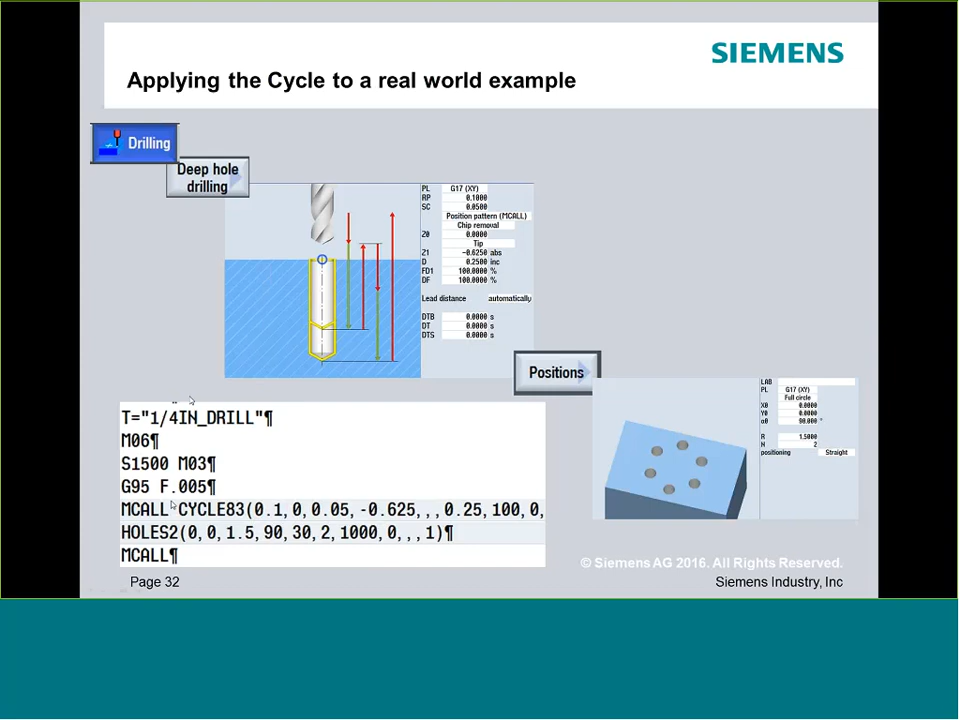 SIEMENS
Applying the Cycle to a real world example
Drilling
Deep hole
drilling
PL G17 (XY)
RP 0.1000
SC 0.0500
Position pattern (MCALL)
Chip removal
Z0 0.0000
Tip
Z1 -0.6250 abs
D 0.2500 inc
FD1 100.0000 %
DF 100.0000 %
Lead distance automatically
DTB 0.0000 s
DT 0.0000 s
DTS 0.0000 s
Positions
LAB
PL G17 (XY)
Full circle
X0 0.0000
Y0 0.0000
α0 90.000 °
R 1.5000
N 2
positioning Straight
T="1/4IN_DRILL"¶
M06¶
S1500 M03¶
G95 F.005¶
MCALL CYCLE83(0.1,0,0.05,-0.625,,,0.25,100,0,
HOLES2(0,0,1.5,90,30,2,1000,0,,,1)¶
MCALL¶
© Siemens AG 2016. All Rights Reserved.
Page 32
Siemens Industry, Inc